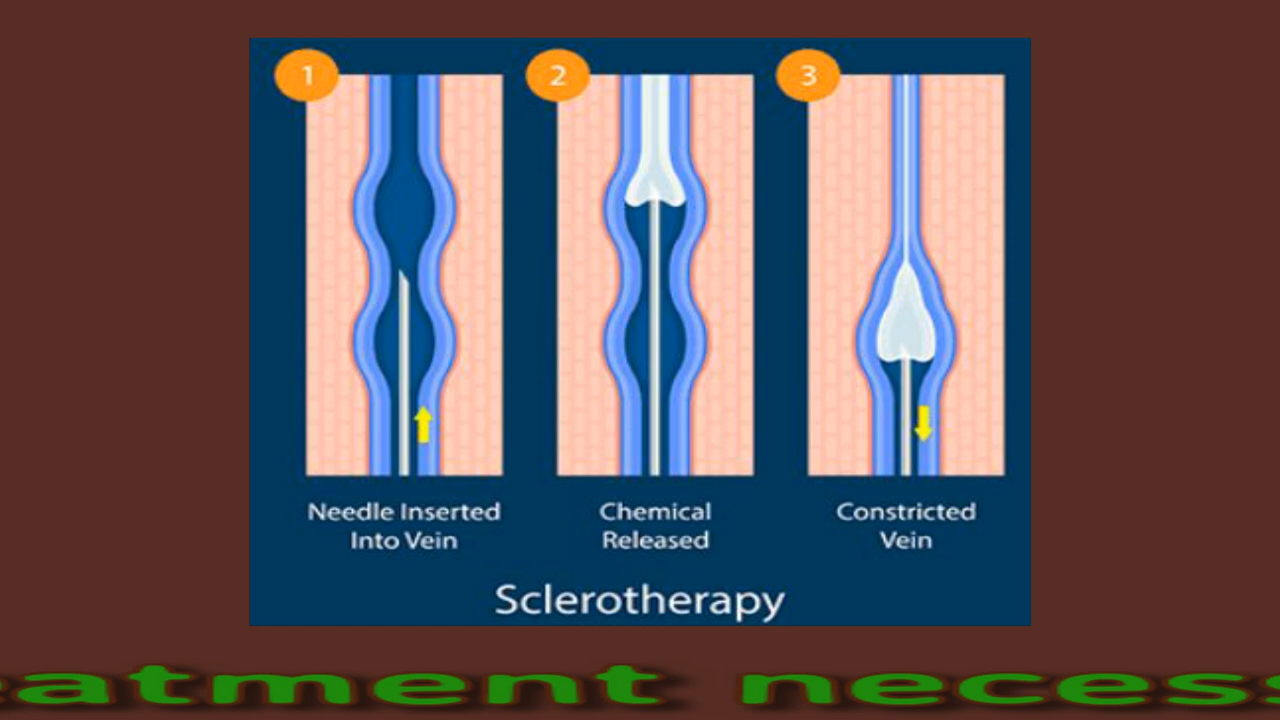 1
2
3
Needle Inserted
Into Vein
Chemical
Released
Constricted
Vein
Sclerotherapy
eatment necess